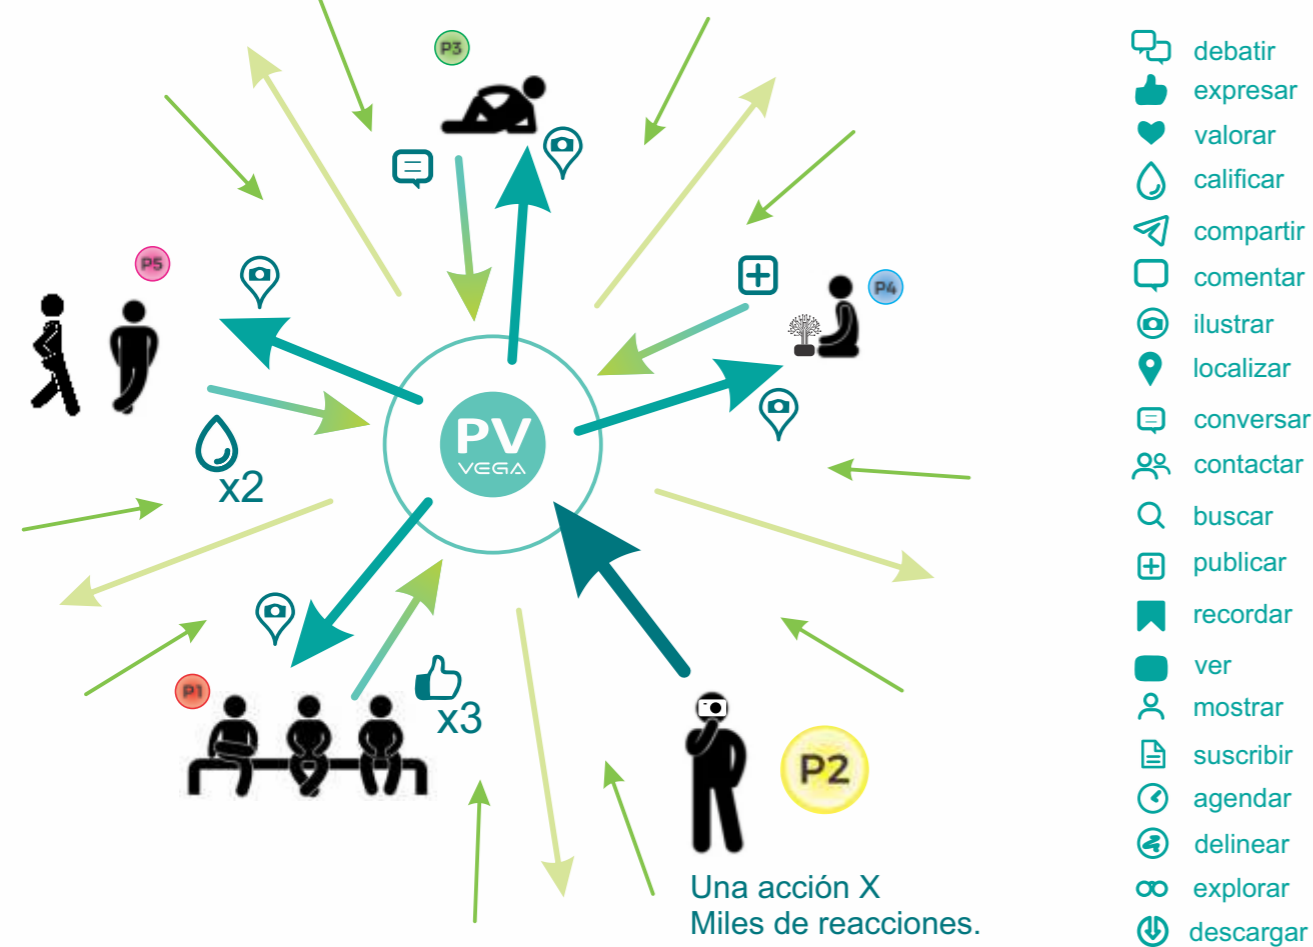 P3
P5
P4
PV
VEGA
x2
P1
x3
P2
Una acción X
Miles de reacciones.
debatir
expresar
valorar
calificar
compartir
comentar
ilustrar
localizar
conversar
contactar
buscar
publicar
recordar
ver
mostrar
suscribir
agendar
delinear
explorar
descargar